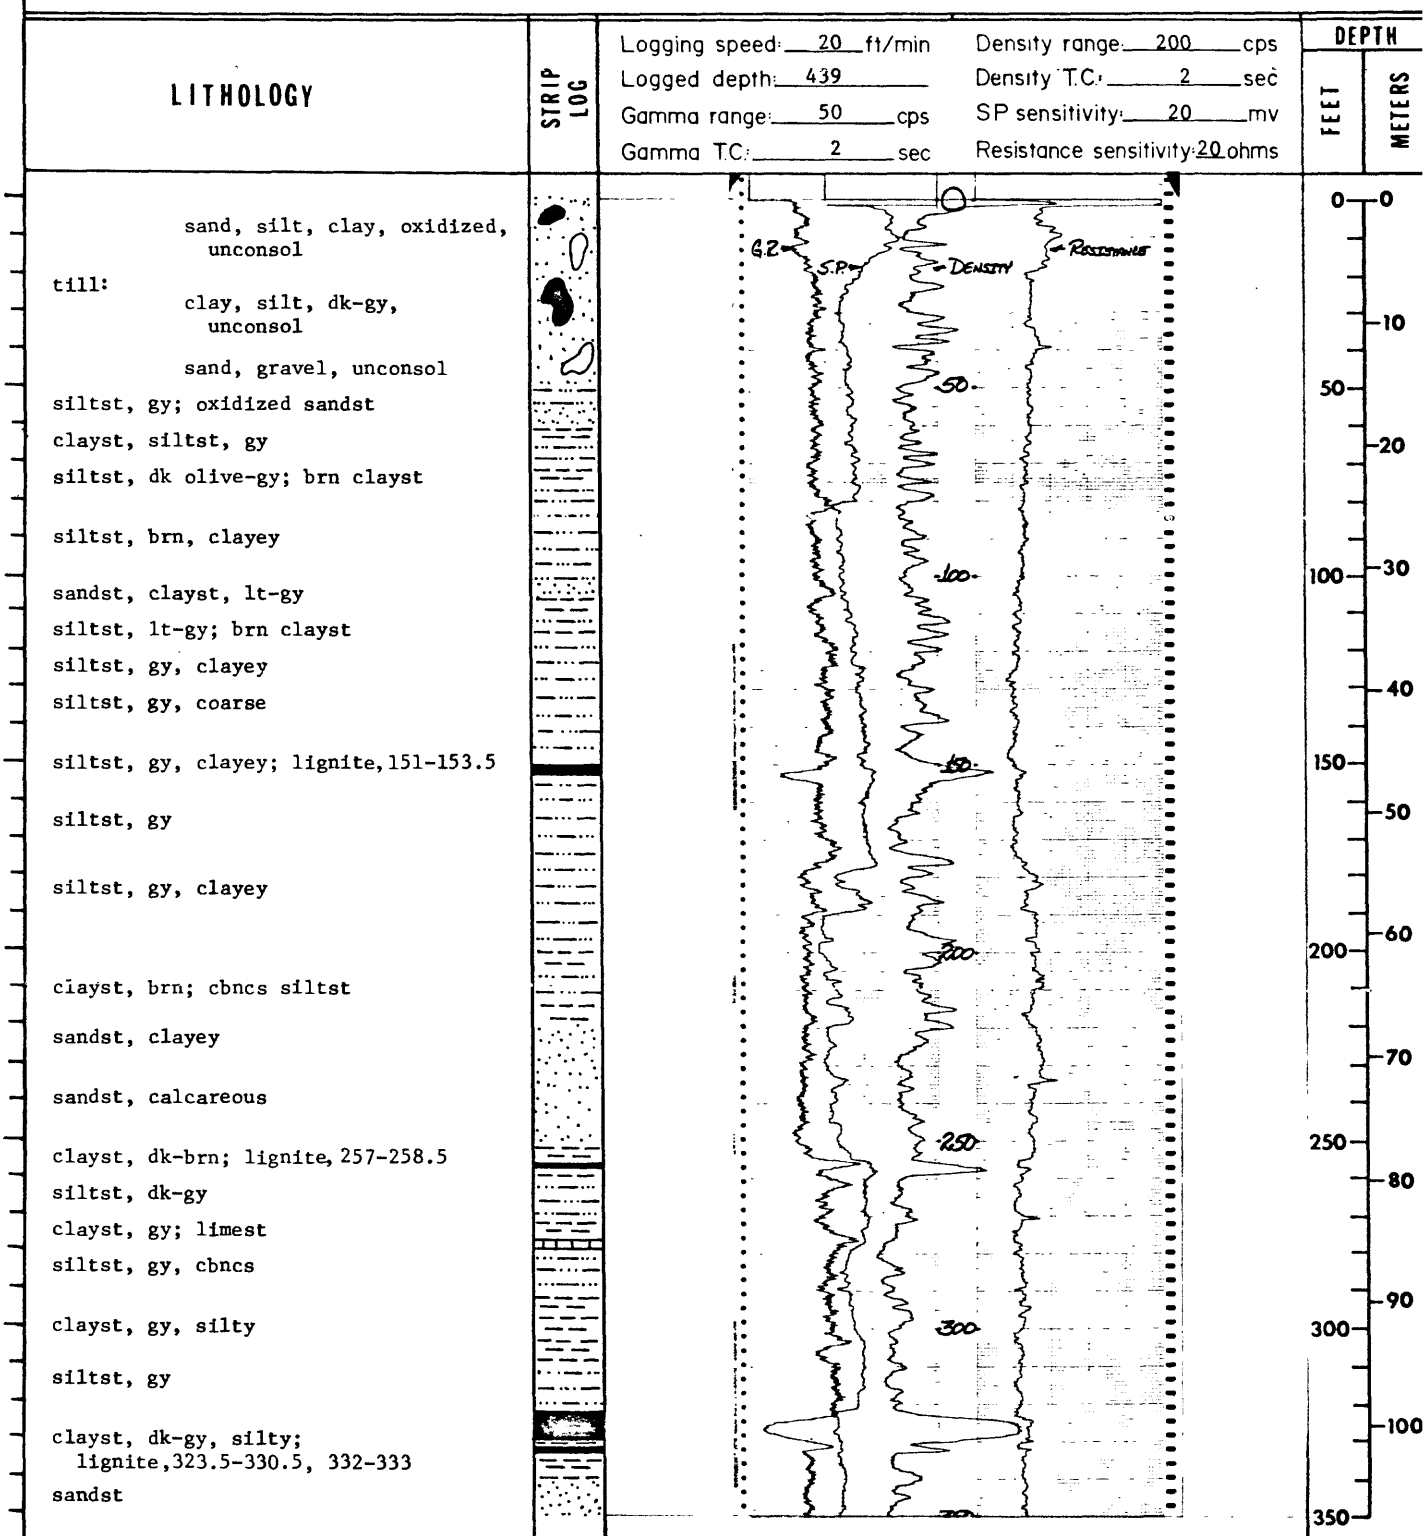 LITHOLOGY
STRIP LOG
Logging speed: 20 ft/min
Density range: 200 cps
Logged depth: 439
Density T.C.: 2 sec
Gamma range: 50 cps
SP sensitivity: 20 mv
Gamma T.C.: 2 sec
Resistance sensitivity: 20 ohms
DEPTH
FEET
METERS
sand, silt, clay, oxidized,
unconsol
till:
clay, silt, dk-gy,
unconsol
sand, gravel, unconsol
siltst, gy; oxidized sandst
clayst, siltst, gy
siltst, dk olive-gy; brn clayst
siltst, brn, clayey
sandst, clayst, lt-gy
siltst, lt-gy; brn clayst
siltst, gy, clayey
siltst, gy, coarse
siltst, gy, clayey; lignite, 151-153.5
siltst, gy
siltst, gy, clayey
clayst, brn; cbncs siltst
sandst, clayey
sandst, calcareous
clayst, dk-brn; lignite, 257-258.5
siltst, dk-gy
clayst, gy; limest
siltst, gy, cbncs
clayst, gy, silty
siltst, gy
clayst, dk-gy, silty;
lignite, 323.5-330.5, 332-333
sandst
0
S.P.
DENSITY
RESISTANCE
50
100
150
200
250
300
0
50
100
150
200
250
300
350
0
10
20
30
40
50
60
70
80
90
100